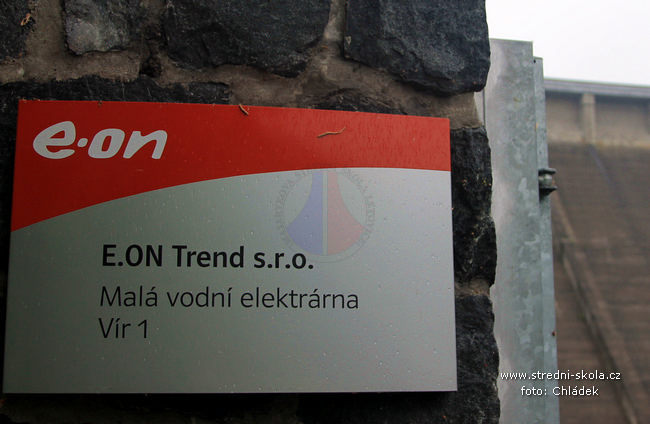 e·on
E.ON Trend s.r.o.
Malá vodní elektrárna
Vír 1
www.stredni-skola.cz
foto: Chládek